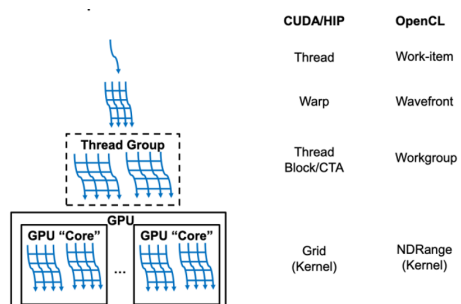 CUDA/HIP OpenCL
Thread Work-item
Warp Wavefront
Thread Group
Thread
Block/CTA
Workgroup
GPU
GPU “Core” GPU “Core”
...
Grid
(Kernel)
NDRange
(Kernel)